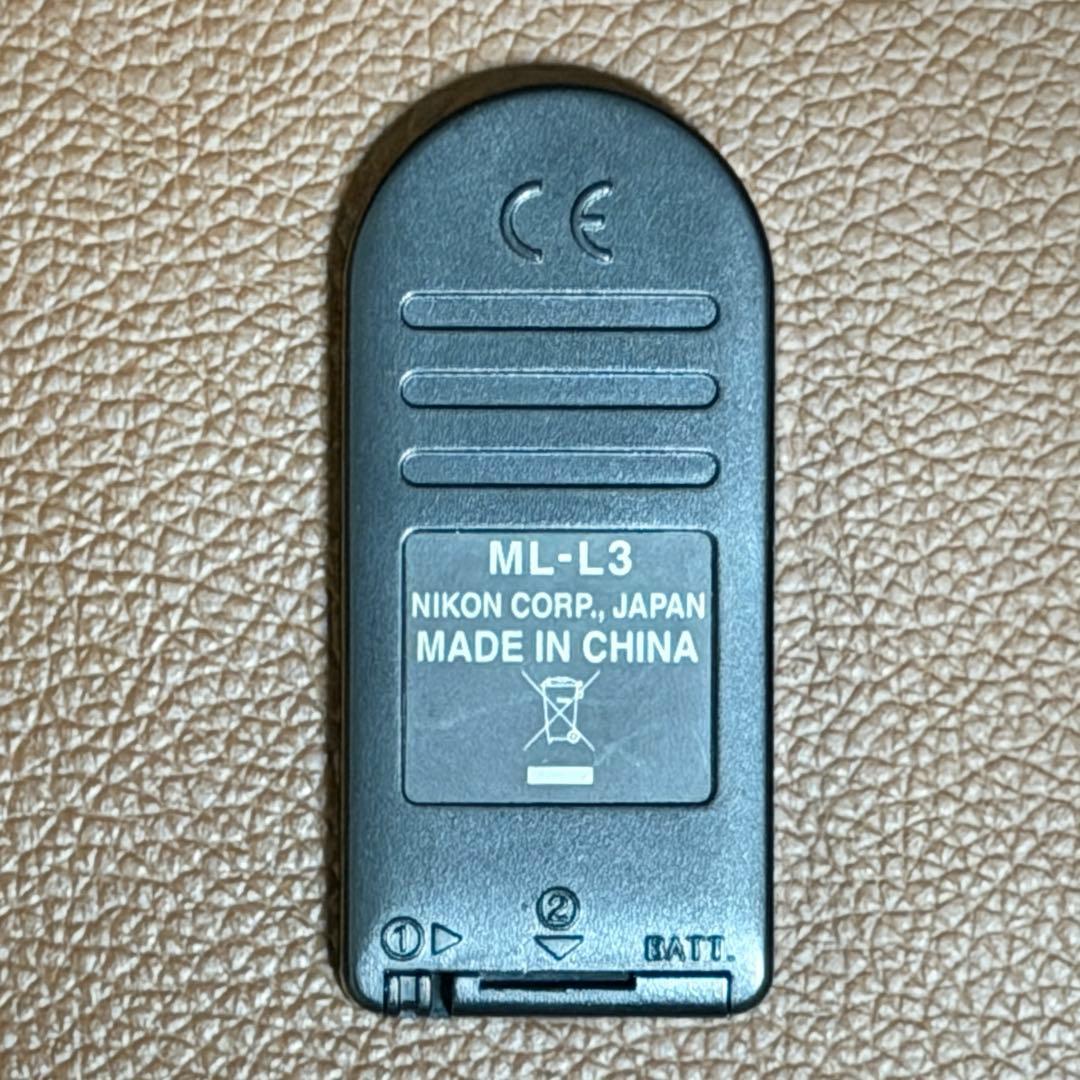 CE
ML-L3
NIKON CORP., JAPAN
MADE IN CHINA
②
①▷ BATT.